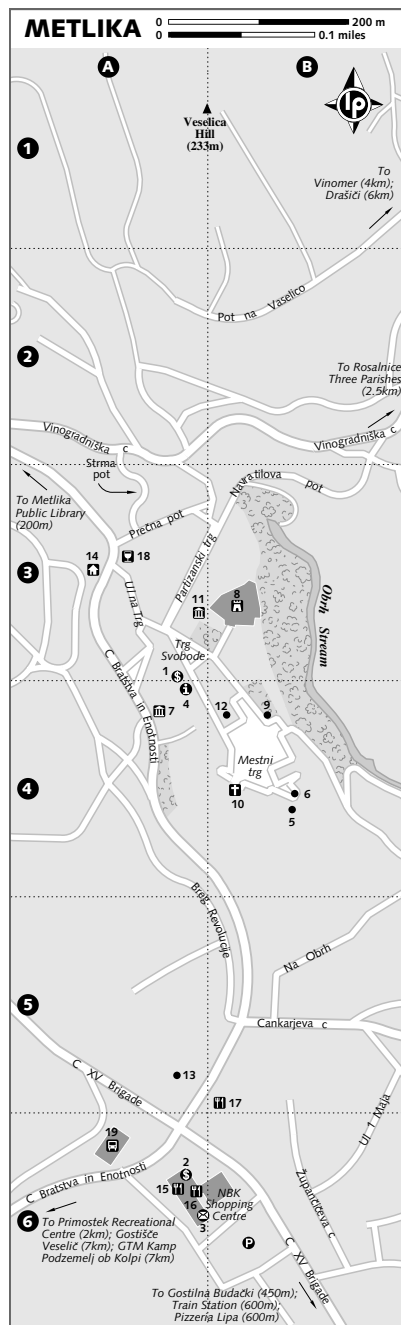 METLIKA
0 200 m
0 0.1 miles
A
B
lp
1
Veselica
Hill
(233m)
To
Vinomer (4km);
Drašiči (6km)
Pot na Vaselico
2
To Rosalnice
Three Parishes
(2.5km)
Vinogradniška c
Vinogradniška c
Strma
pot
Navratilova pot
To Metlika
Public Library
(200m)
Prečna pot
3
14
18
Partizanski trg
11
8
Obrh Stream
Ul na Trg
Trg
Svobode
1 $
4 i
C Bratstva in Enotnosti
7
12
9
Mestni
trg
4
10
6
5
Breg Revolucije
Na Obrh
5
Cankarjeva c
13
C XV Brigade
17
Ul 1 Maja
19
2
$
C Bratstva in Enotnosti
15
16
NBK
Shopping
Centre
3
Župančičeva c
6
To Primostek Recreational
Centre (2km); Gostišče
Veselič (7km); GTM Kamp
Podzemelj ob Kolpi (7km)
P
C XV Brigade
To Gostilna Budački (450m);
Train Station (600m);
Pizzeria Lipa (600m)